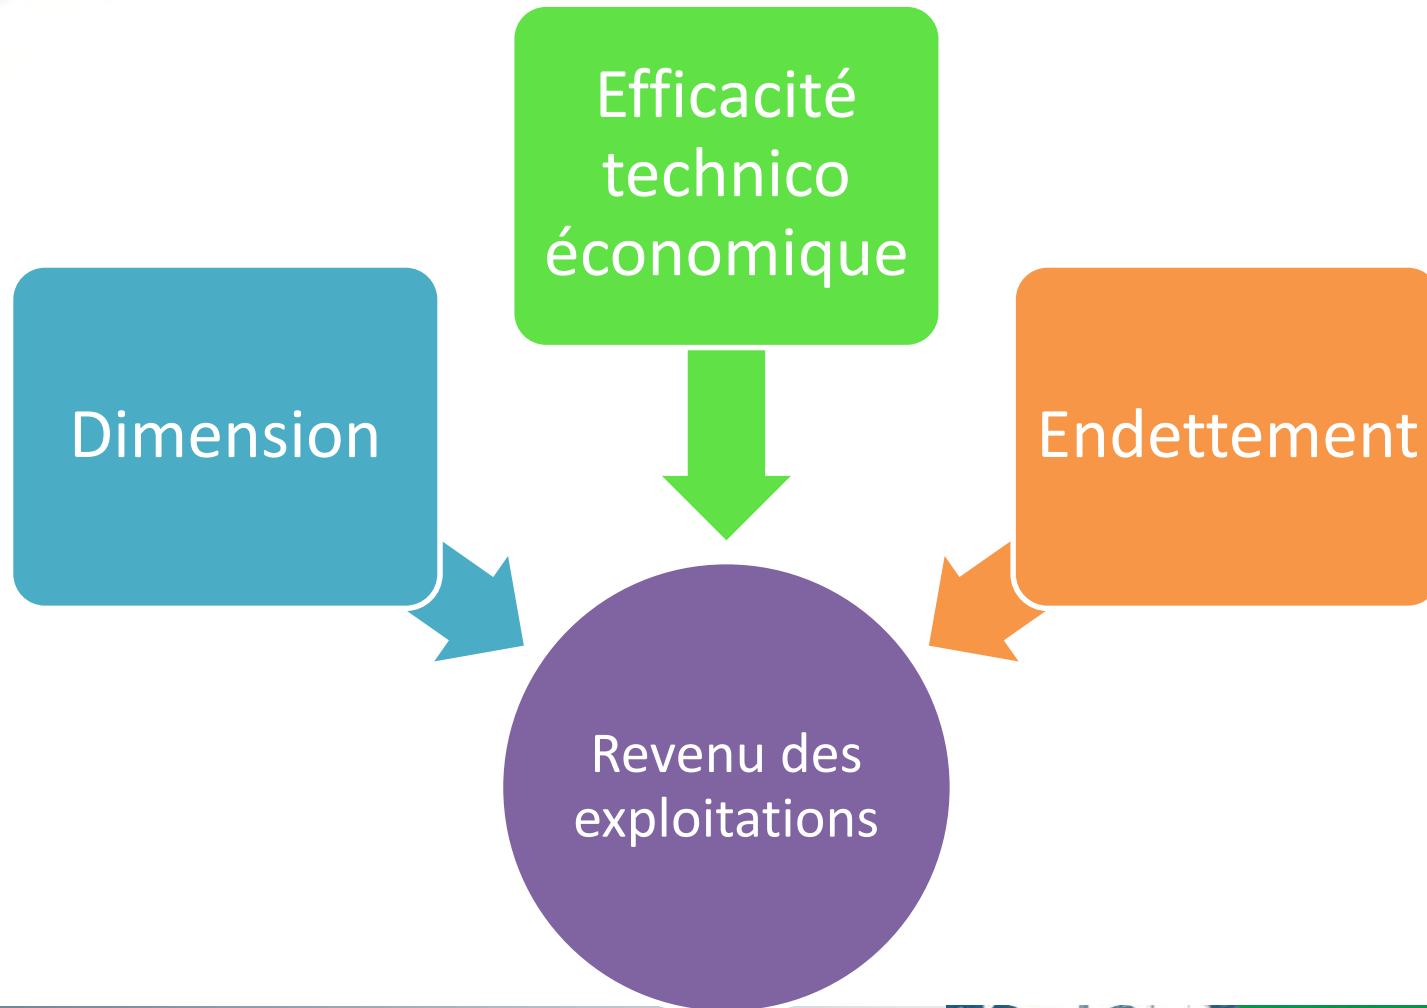 Efficacité
technico
économique
Dimension
Endettement
Revenu des
exploitations